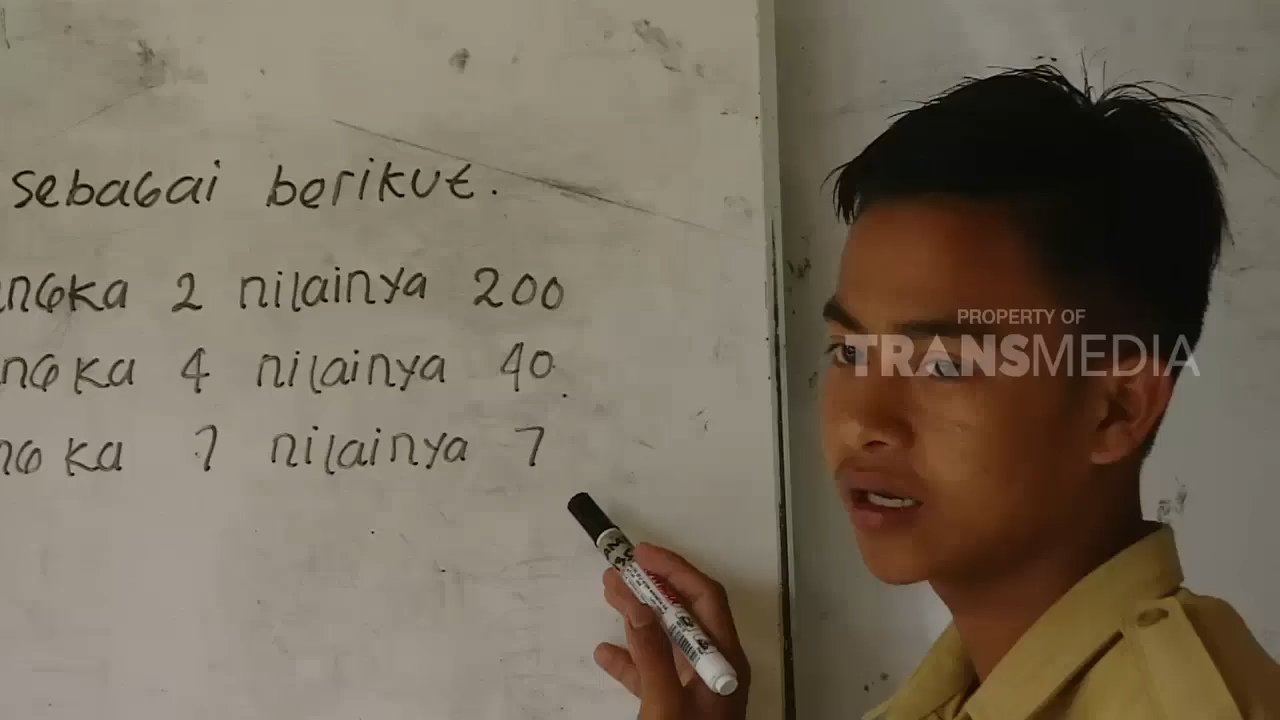 sebagai berikut.
angka 2 nilainya 200
angka 4 nilainya 40.
angka 7 nilainya 7
PROPERTY OF
TRANSMEDIA